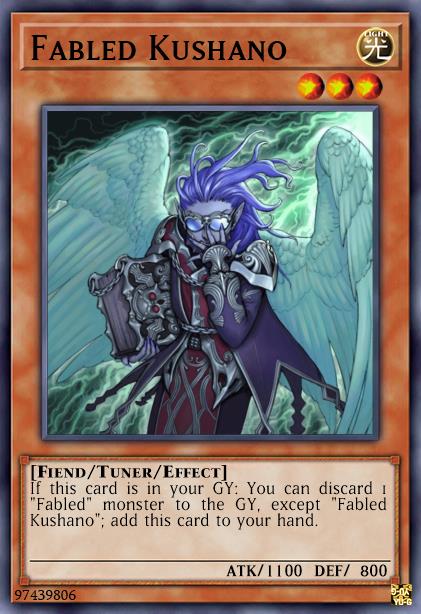 Fabled Kushano
LIGHT
光
[Fiend/Tuner/Effect]
If this card is in your GY: You can discard 1
"Fabled" monster to the GY, except "Fabled
Kushano"; add this card to your hand.
ATK/1100 DEF/ 800
97439806